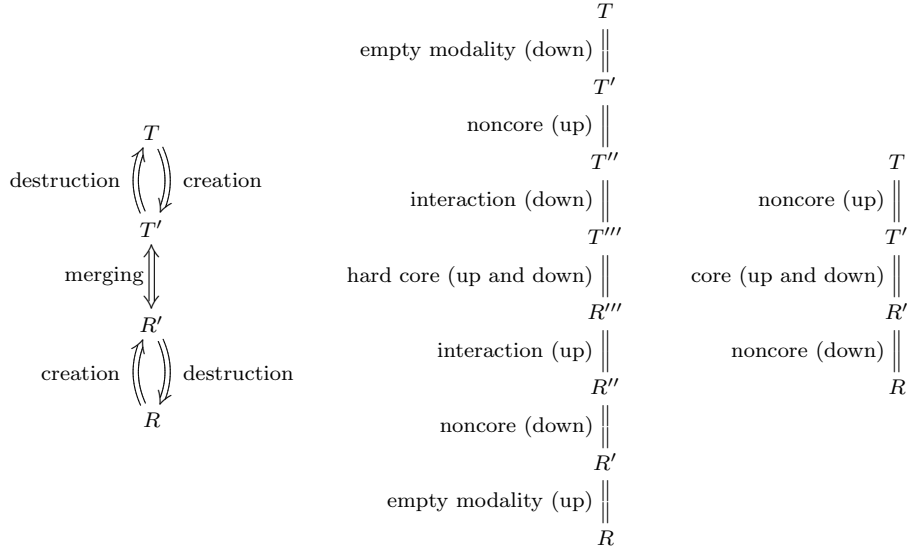 T
destruction
creation
T′
merging
R′
creation
destruction
R
T
empty modality (down)
T′
noncore (up)
T′′
interaction (down)
T′′′
hard core (up and down)
R′′′
interaction (up)
R′′
noncore (down)
R′
empty modality (up)
R
T
noncore (up)
T′
core (up and down)
R′
noncore (down)
R